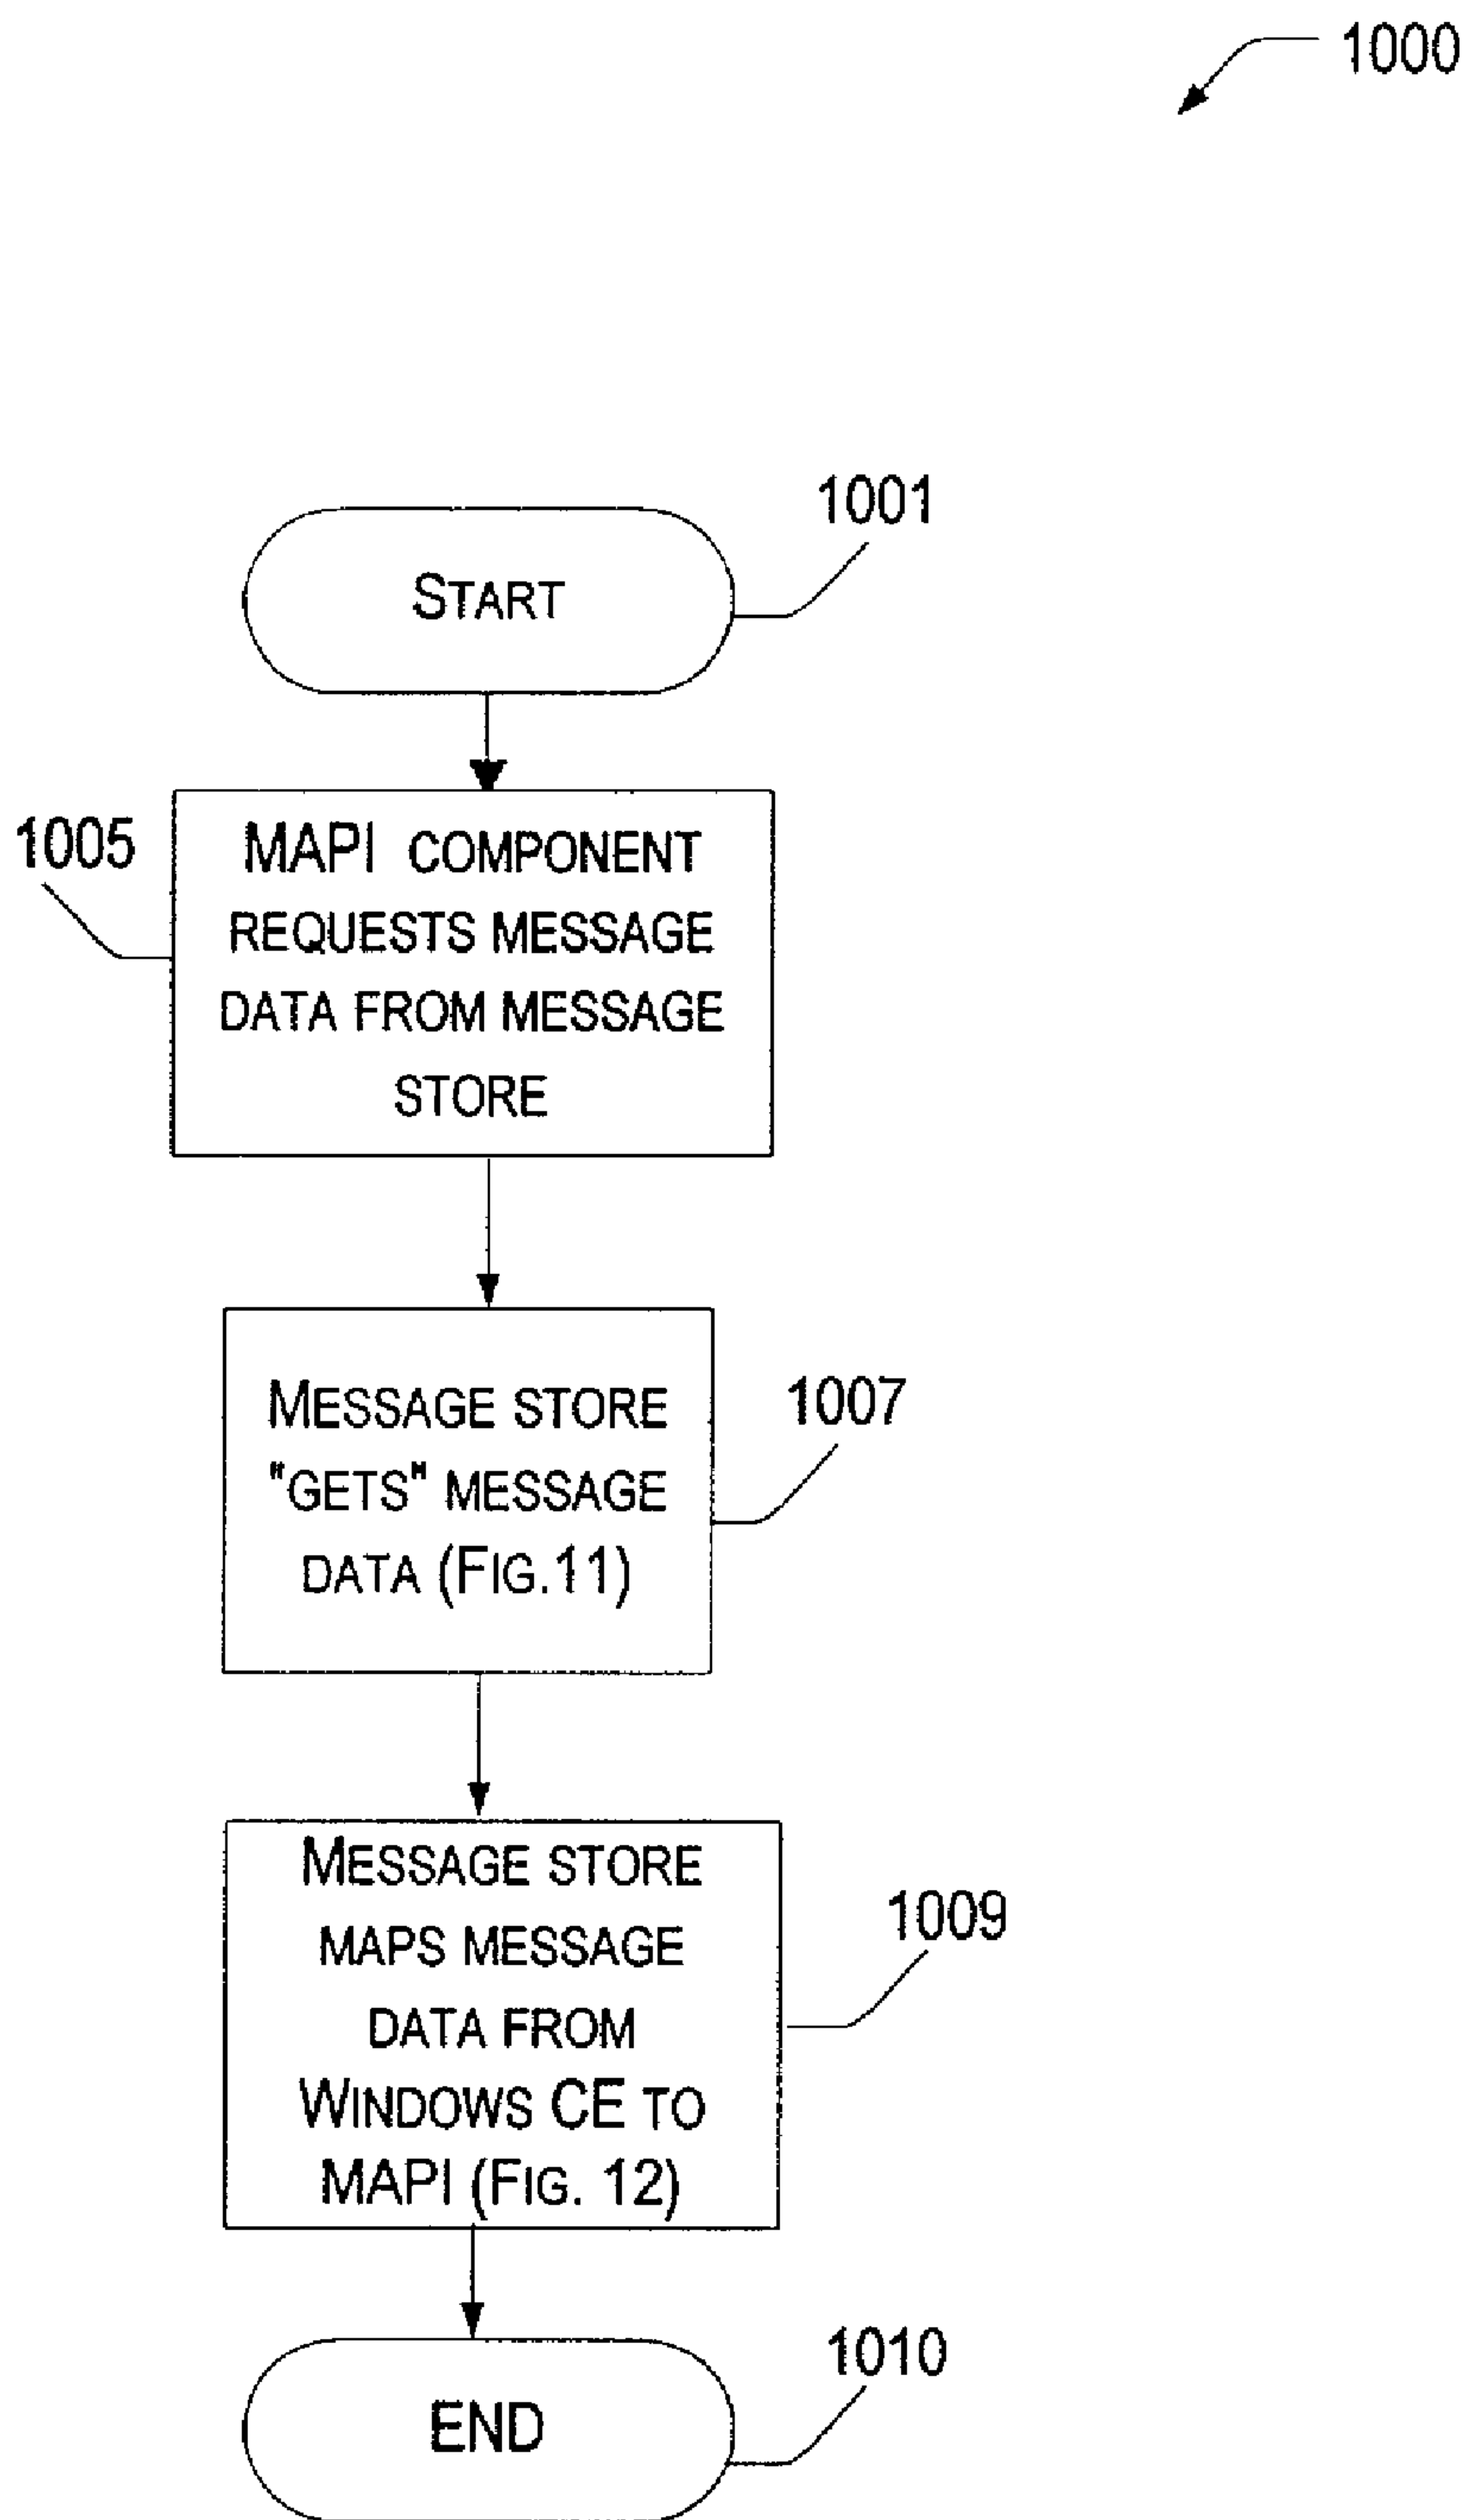 1000
1001
START
1005
MAPI COMPONENT
REQUESTS MESSAGE
DATA FROM MESSAGE
STORE
MESSAGE STORE
"GETS" MESSAGE
DATA (FIG.11)
1007
MESSAGE STORE
MAPS MESSAGE
DATA FROM
WINDOWS CE TO
MAPI (FIG. 12)
1009
1010
END